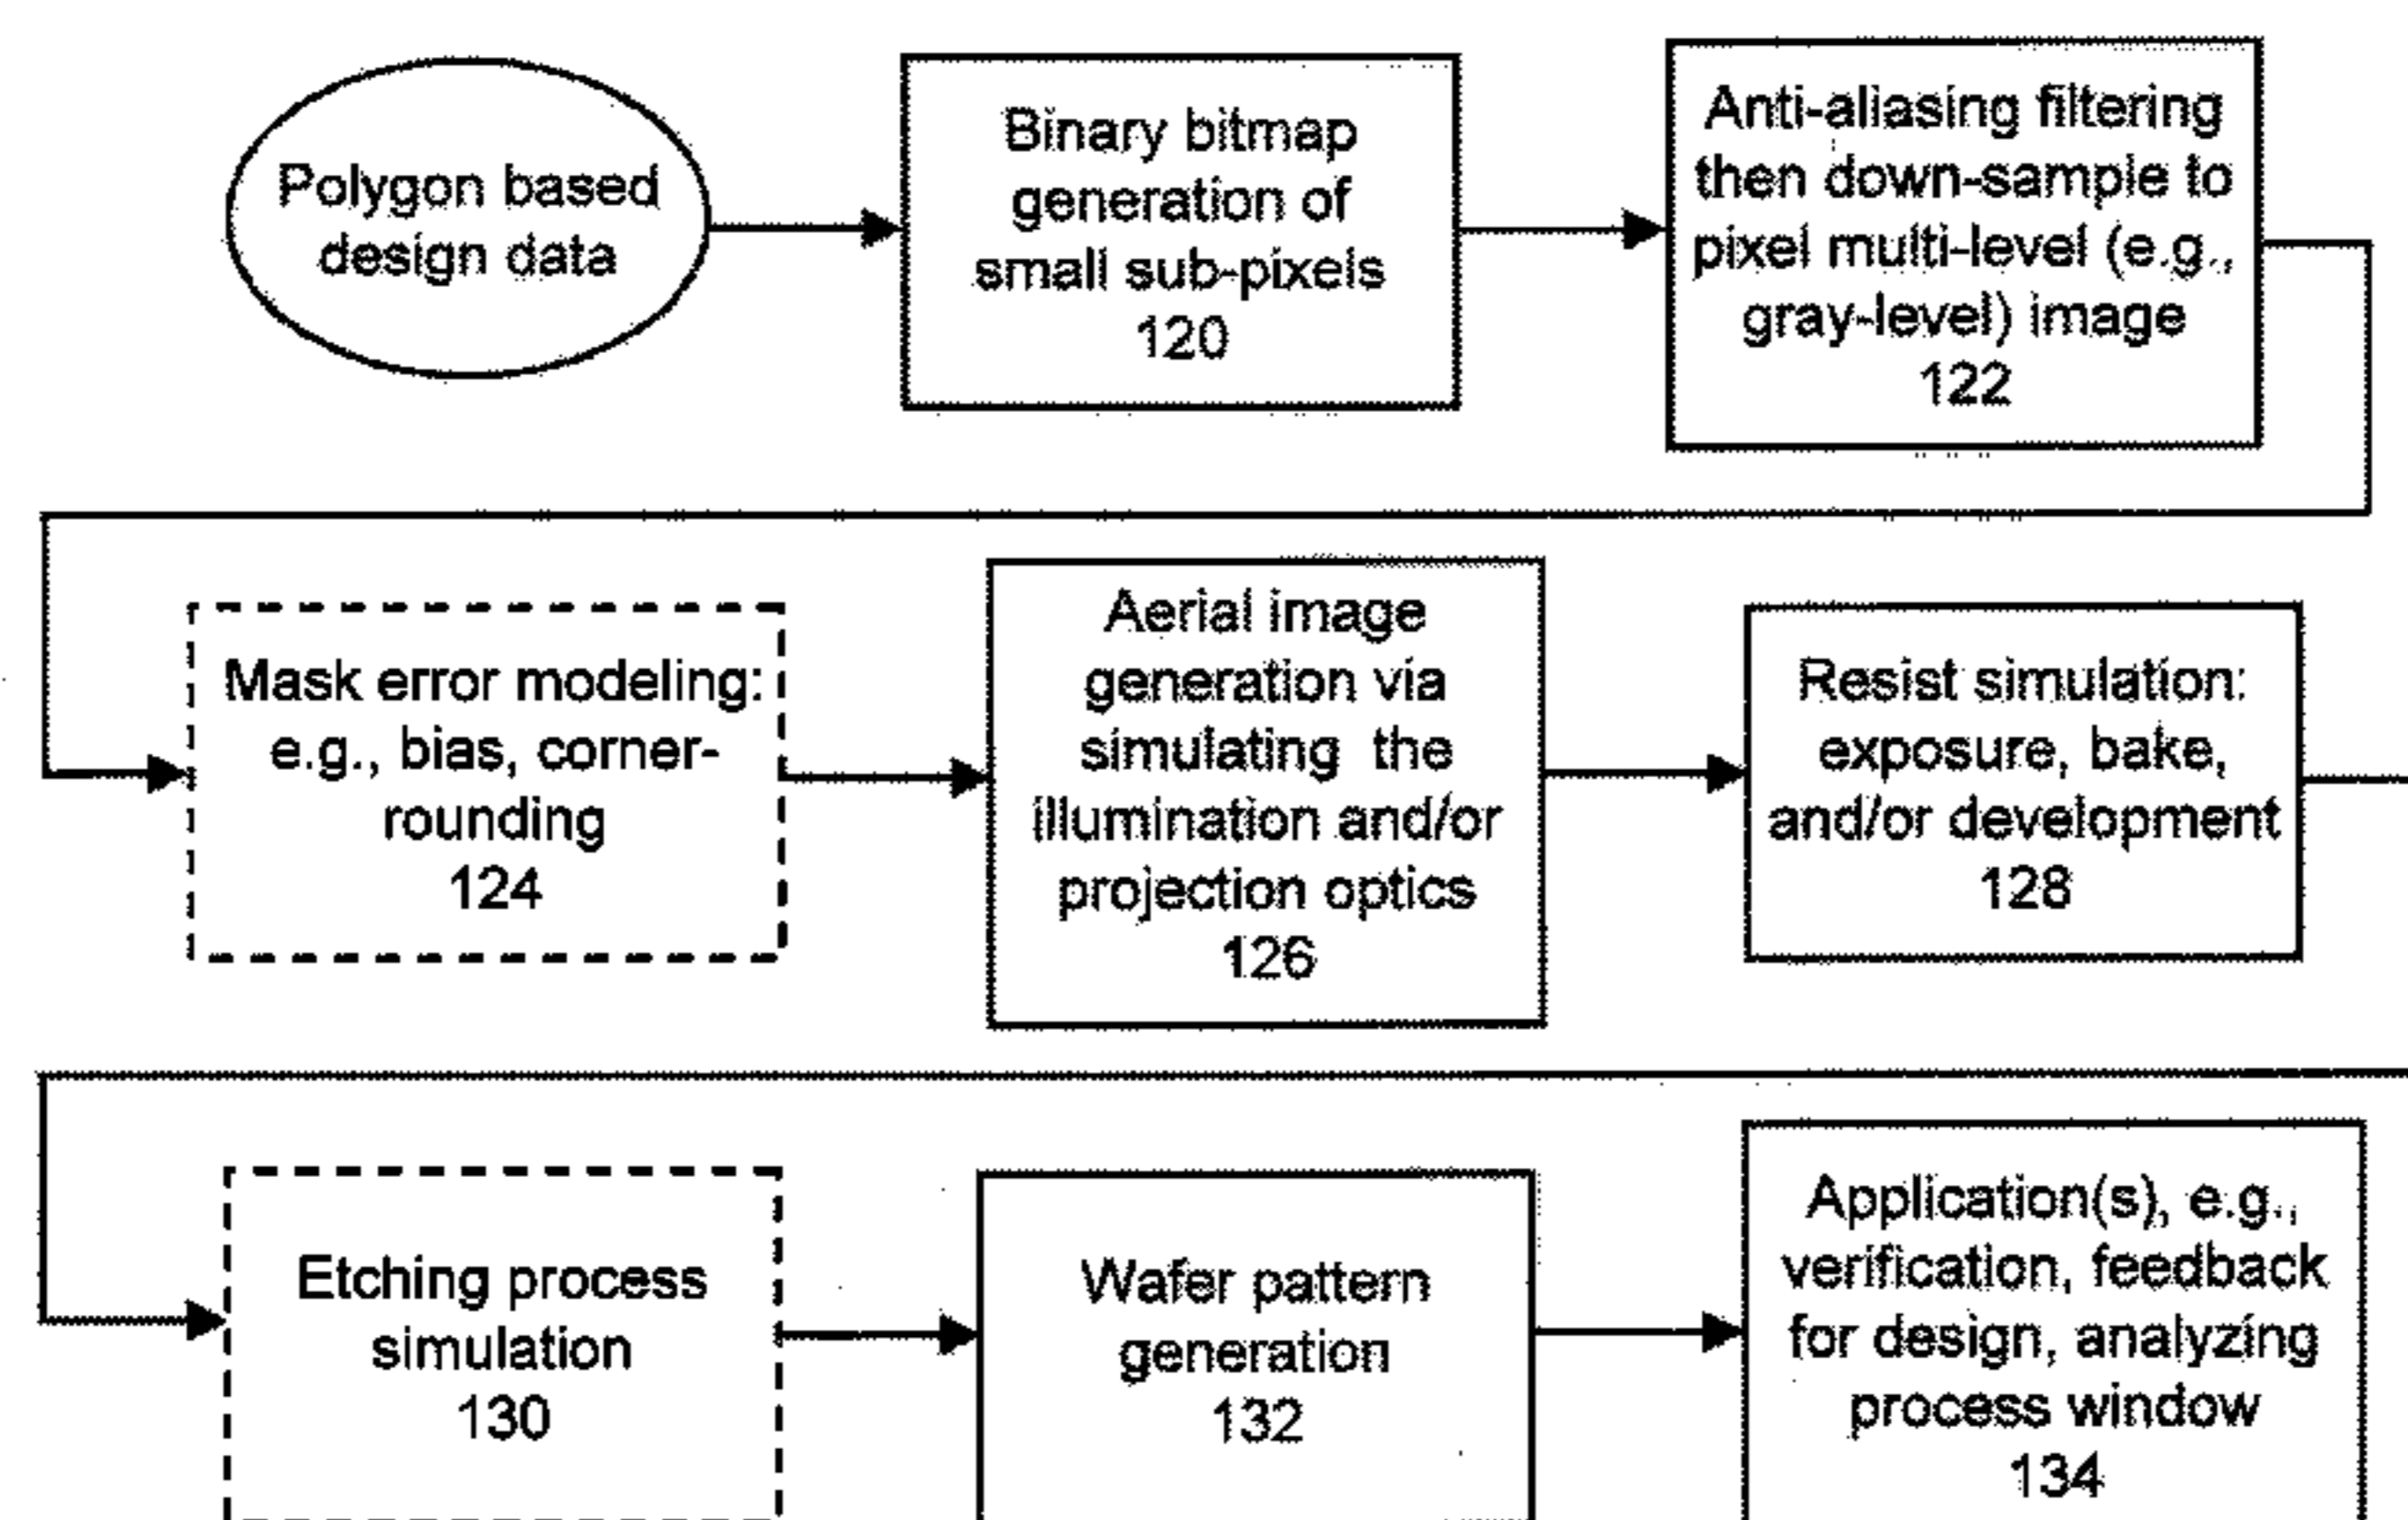 Polygon based
design data
Binary bitmap
generation of
small sub-pixels
120
Anti-aliasing filtering
then down-sample to
pixel multi-level (e.g.,
gray-level) image
122
Mask error modeling:
e.g., bias, corner-
rounding
124
Aerial image
generation via
simulating the
illumination and/or
projection optics
126
Resist simulation:
exposure, bake,
and/or development
128
Etching process
simulation
130
Wafer pattern
generation
132
Application(s), e.g.,
verification, feedback
for design, analyzing
process window
134